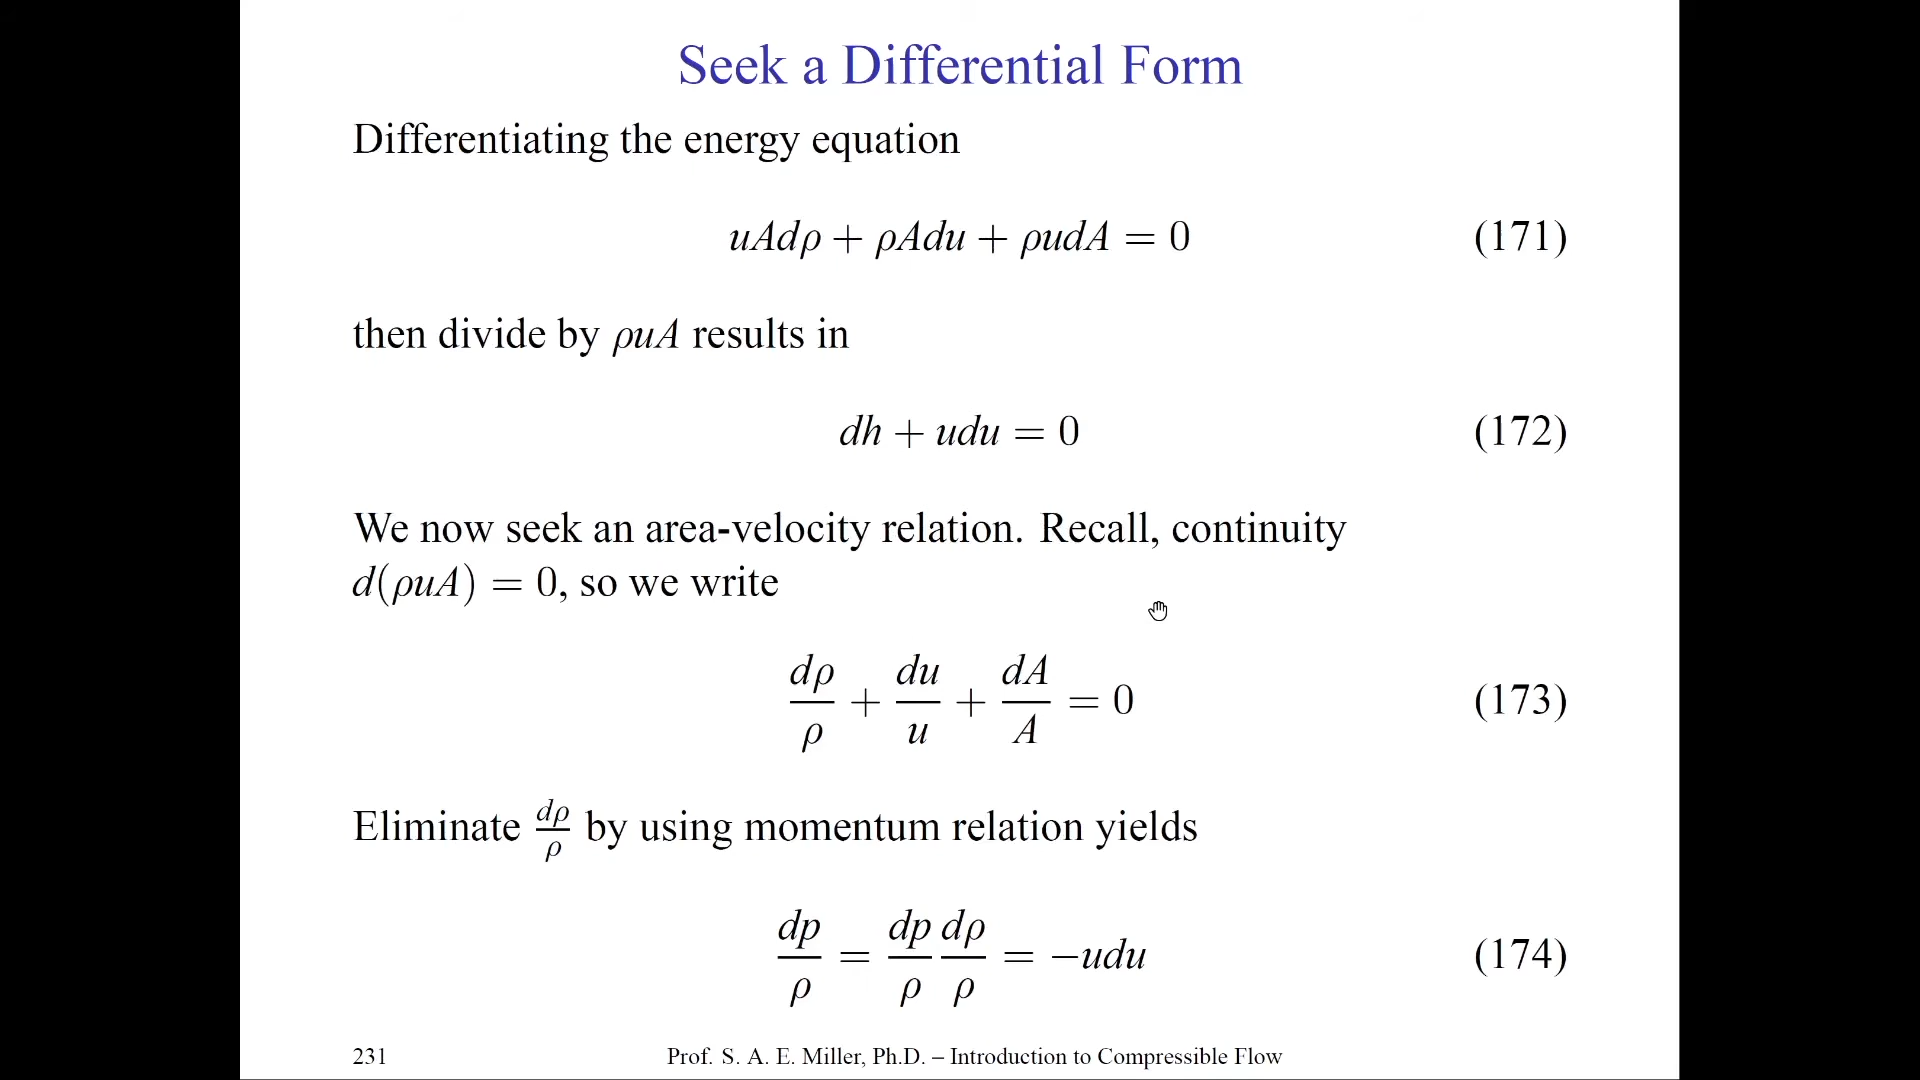 Seek a Differential Form
Differentiating the energy equation
uAdρ + ρAdu + ρudA = 0 (171)
then divide by ρuA results in
dh + udu = 0 (172)
We now seek an area-velocity relation. Recall, continuity
d(ρuA) = 0, so we write
dρ/ρ + du/u + dA/A = 0 (173)
Eliminate dρ/ρ by using momentum relation yields
dp/ρ = dp/ρ dρ/ρ = −udu (174)
231 Prof. S. A. E. Miller, Ph.D. – Introduction to Compressible Flow